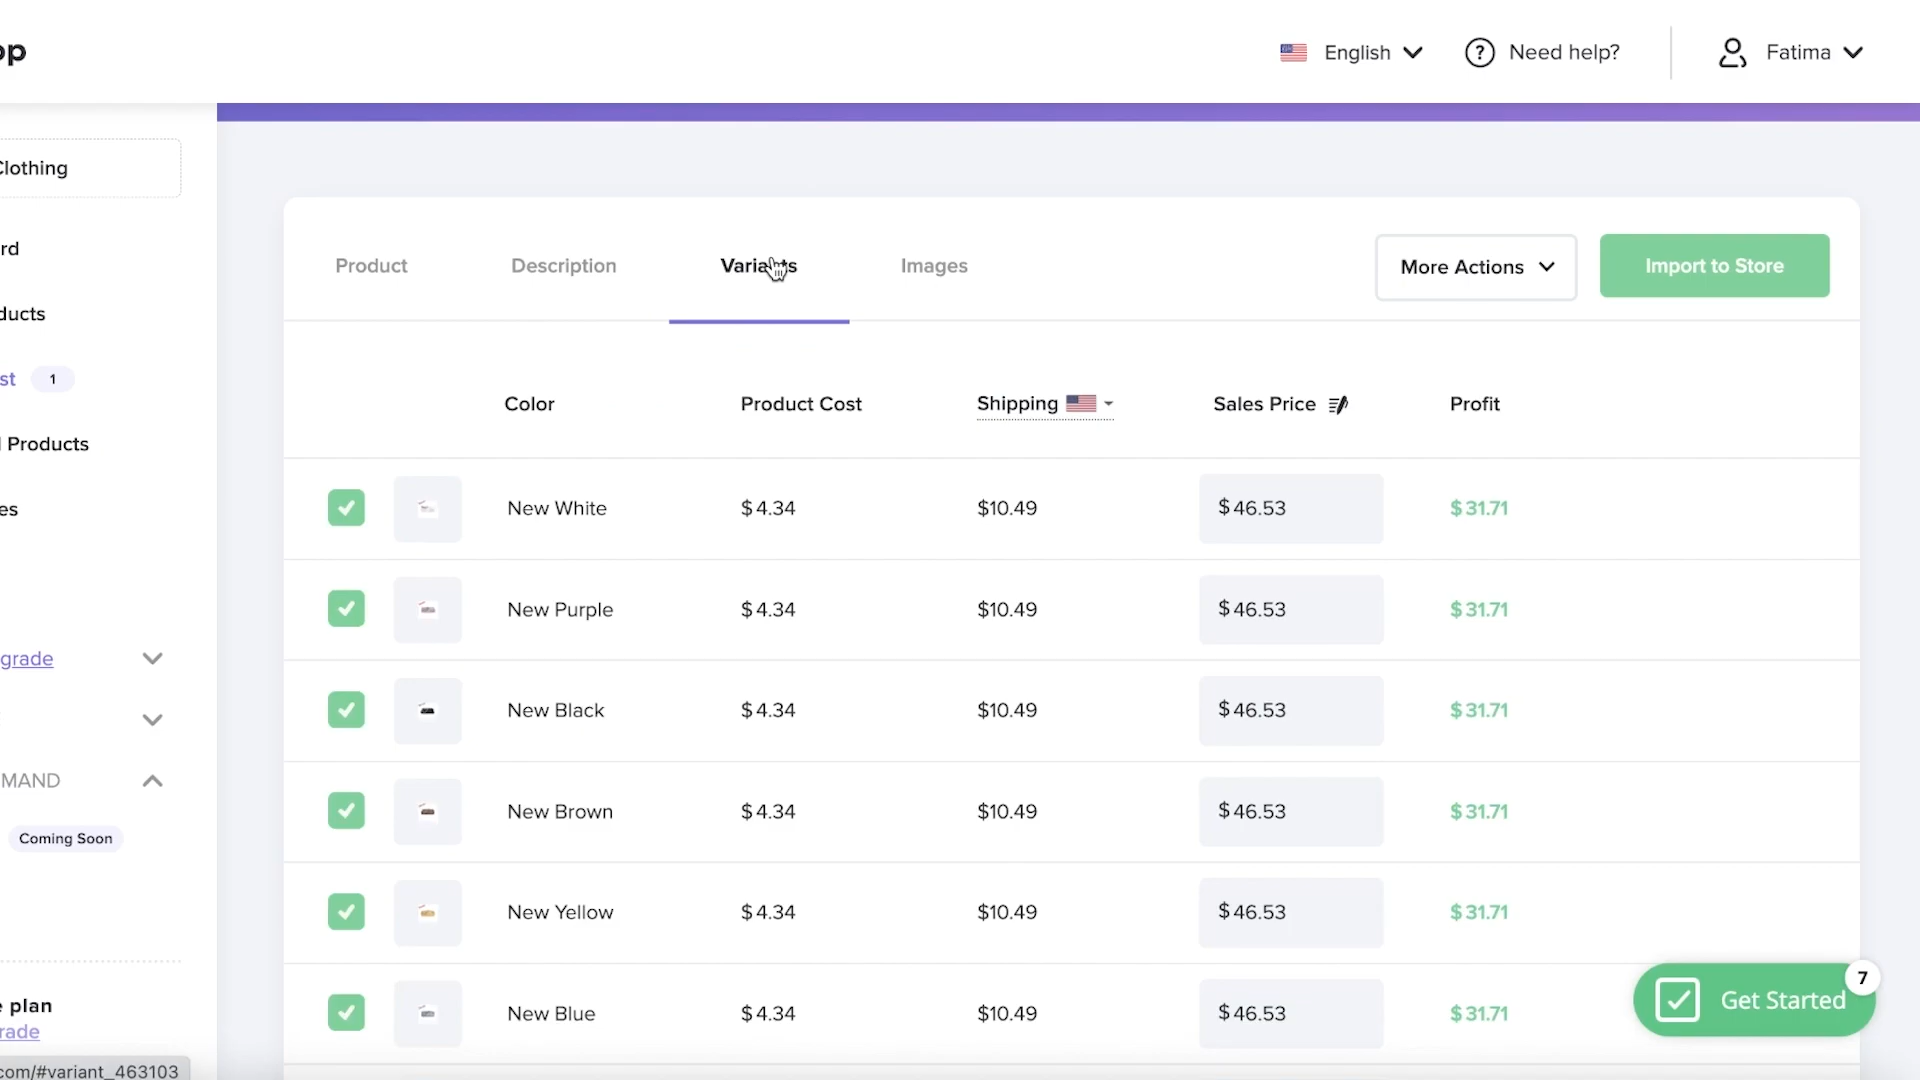 op
English
Need help?
Fatima
Clothing
rd
ducts
st 1
l Products
es
grade
MAND
Coming Soon
e plan
rade
com/#variant_463103
Product Description Variants Images
More Actions
Import to Store
Color Product Cost Shipping Sales Price Profit
New White $4.34 $10.49 $46.53 $31.71
New Purple $4.34 $10.49 $46.53 $31.71
New Black $4.34 $10.49 $46.53 $31.71
New Brown $4.34 $10.49 $46.53 $31.71
New Yellow $4.34 $10.49 $46.53 $31.71
New Blue $4.34 $10.49 $46.53 $31.71
Get Started 7